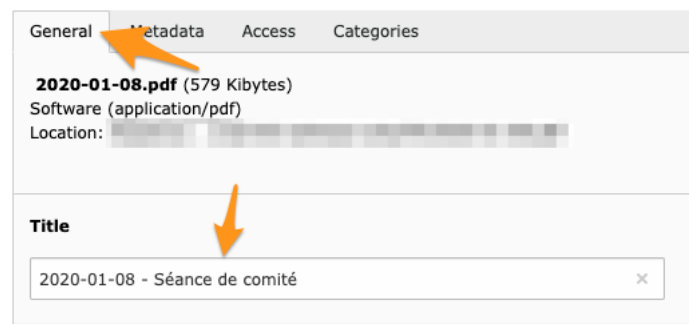 General Metadata Access Categories
2020-01-08.pdf (579 Kibytes)
Software (application/pdf)
Location:
Title
2020-01-08 - Séance de comité ×